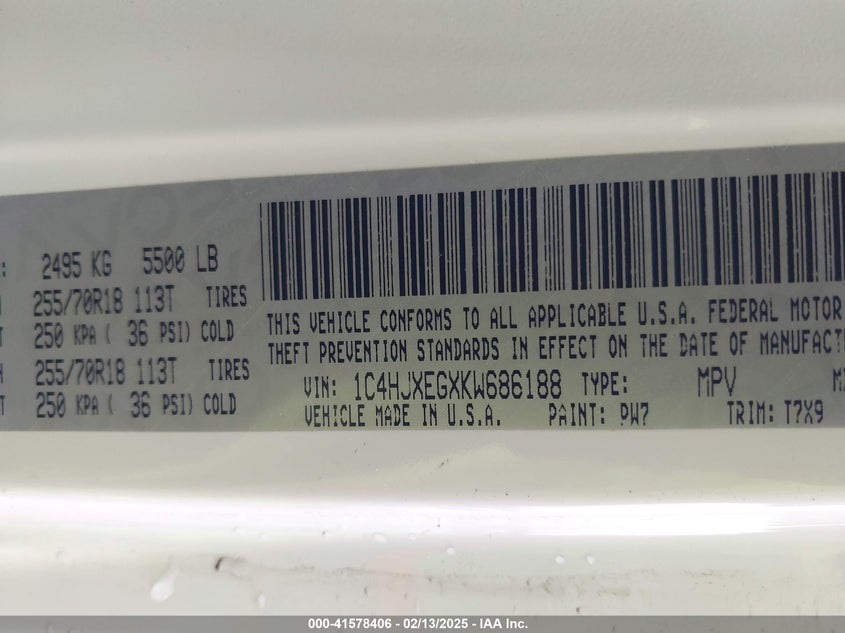 : 2495 KG 5500 LB
255/70R18 113T TIRES
250 KPA ( 36 PSI) COLD
255/70R18 113T TIRES
250 KPA ( 36 PSI) COLD
THIS VEHICLE CONFORMS TO ALL APPLICABLE U.S.A. FEDERAL MOTOR
THEFT PREVENTION STANDARDS IN EFFECT ON THE DATE OF MANUFACT
VIN: 1C4HJXEGXKW686188 TYPE: MPV
VEHICLE MADE IN U.S.A. PAINT: PW7 TRIM: T7X9
000-41578406 - 02/13/2025 - IAA Inc.